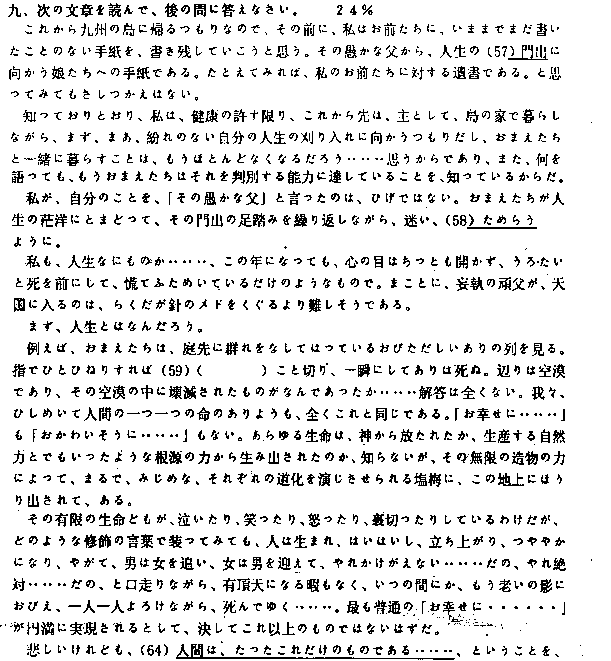 九、次の文章を読んで、後の問に答えなさい。　24%
これから九州の島に帰るつもりなので、その前に、私はお前たちに、いままでまだ書い
たことのない手紙を、書き残していこうと思う。その愚かな父から、人生の (57) 門出に
向かう娘たちへの手紙である。たとえてみれば、私のお前たちに対する遺書である。と思
つてみてもさしつかえはない。
知っておりとおり、私は、健康の許す限り、これから先は、主として、島の家で暮らし
ながら、まず、まあ、紛れのない自分の人生の刈り入れに向かうつもりだし、おまえたち
と一緒に暮らすことは、もうほとんどなくなるだろう‥‥‥思うからであり、また、何を
語っても、もうおまえたちはそれを判別する能力に達していることを、知っているからだ。
私が、自分のことを、「その愚かな父」と言ったのは、ひげではない。おまえたちが人
生の茫洋にとまどつて、その門出の足踏みを繰り返しながら、迷い、(58) ためらう
ように。
私も、人生なにものか‥‥‥、この年になっても、心の目はちつとも開かず、うろたい
と死を前にして、慌てふためいているだけのようなもので。まことに、妄執の頑父が、天
国に入るのは、らくだが針のメドをくぐるより難しそうである。
まず、人生とはなんだろう。
例えば、おまえたちは、庭先に群れをなしてはつているおびただしいありの列を見る。
指でひとひねりすれば (59) (　　　　) こと切り、一瞬にしてありは死ぬ。辺りは空漠
であり、その空漠の中に壊滅されたものがなんであったか‥‥‥解答は全くない。我々、
ひしめいて人間の一つ一つの命のありようも、全くこれと同じである。「お幸せに‥‥‥」
も「おかわいそうに‥‥‥」もない。あらゆる生命は、神から放たれたか、生産する自然
力とでもいつたような根源の力から生み出されたのか、知らないが、その無限の造物の力
によって、まるで、みじめな、それぞれの道化を演じさせられる塩梅に、この地上にほう
り出されて、ある。
その有限の生命どもが、泣いたり、笑ったり、怒ったり、裏切つたりしているわけだが、
どのような修飾の言葉で装つてみても、人は生まれ、はいはいし、立ち上がり、つややか
になり、やがて、男は女を追い、女は男を迎えて、やれかけがえない‥‥‥だの、やれ絶
対‥‥‥だの、と口走りながら、有頂天になる暇もなく、いつの間にか、もう老いの影に
おびえ、一人一人よろけながら、死んでゆく‥‥‥。最も普通の「お幸せに‥‥‥‥‥‥」
が円満に実現されるとして、決してこれ以上のものではないはずだ。
悲しいけれども、(64) 人間は、たつたこれだけのものである‥‥‥、ということを、